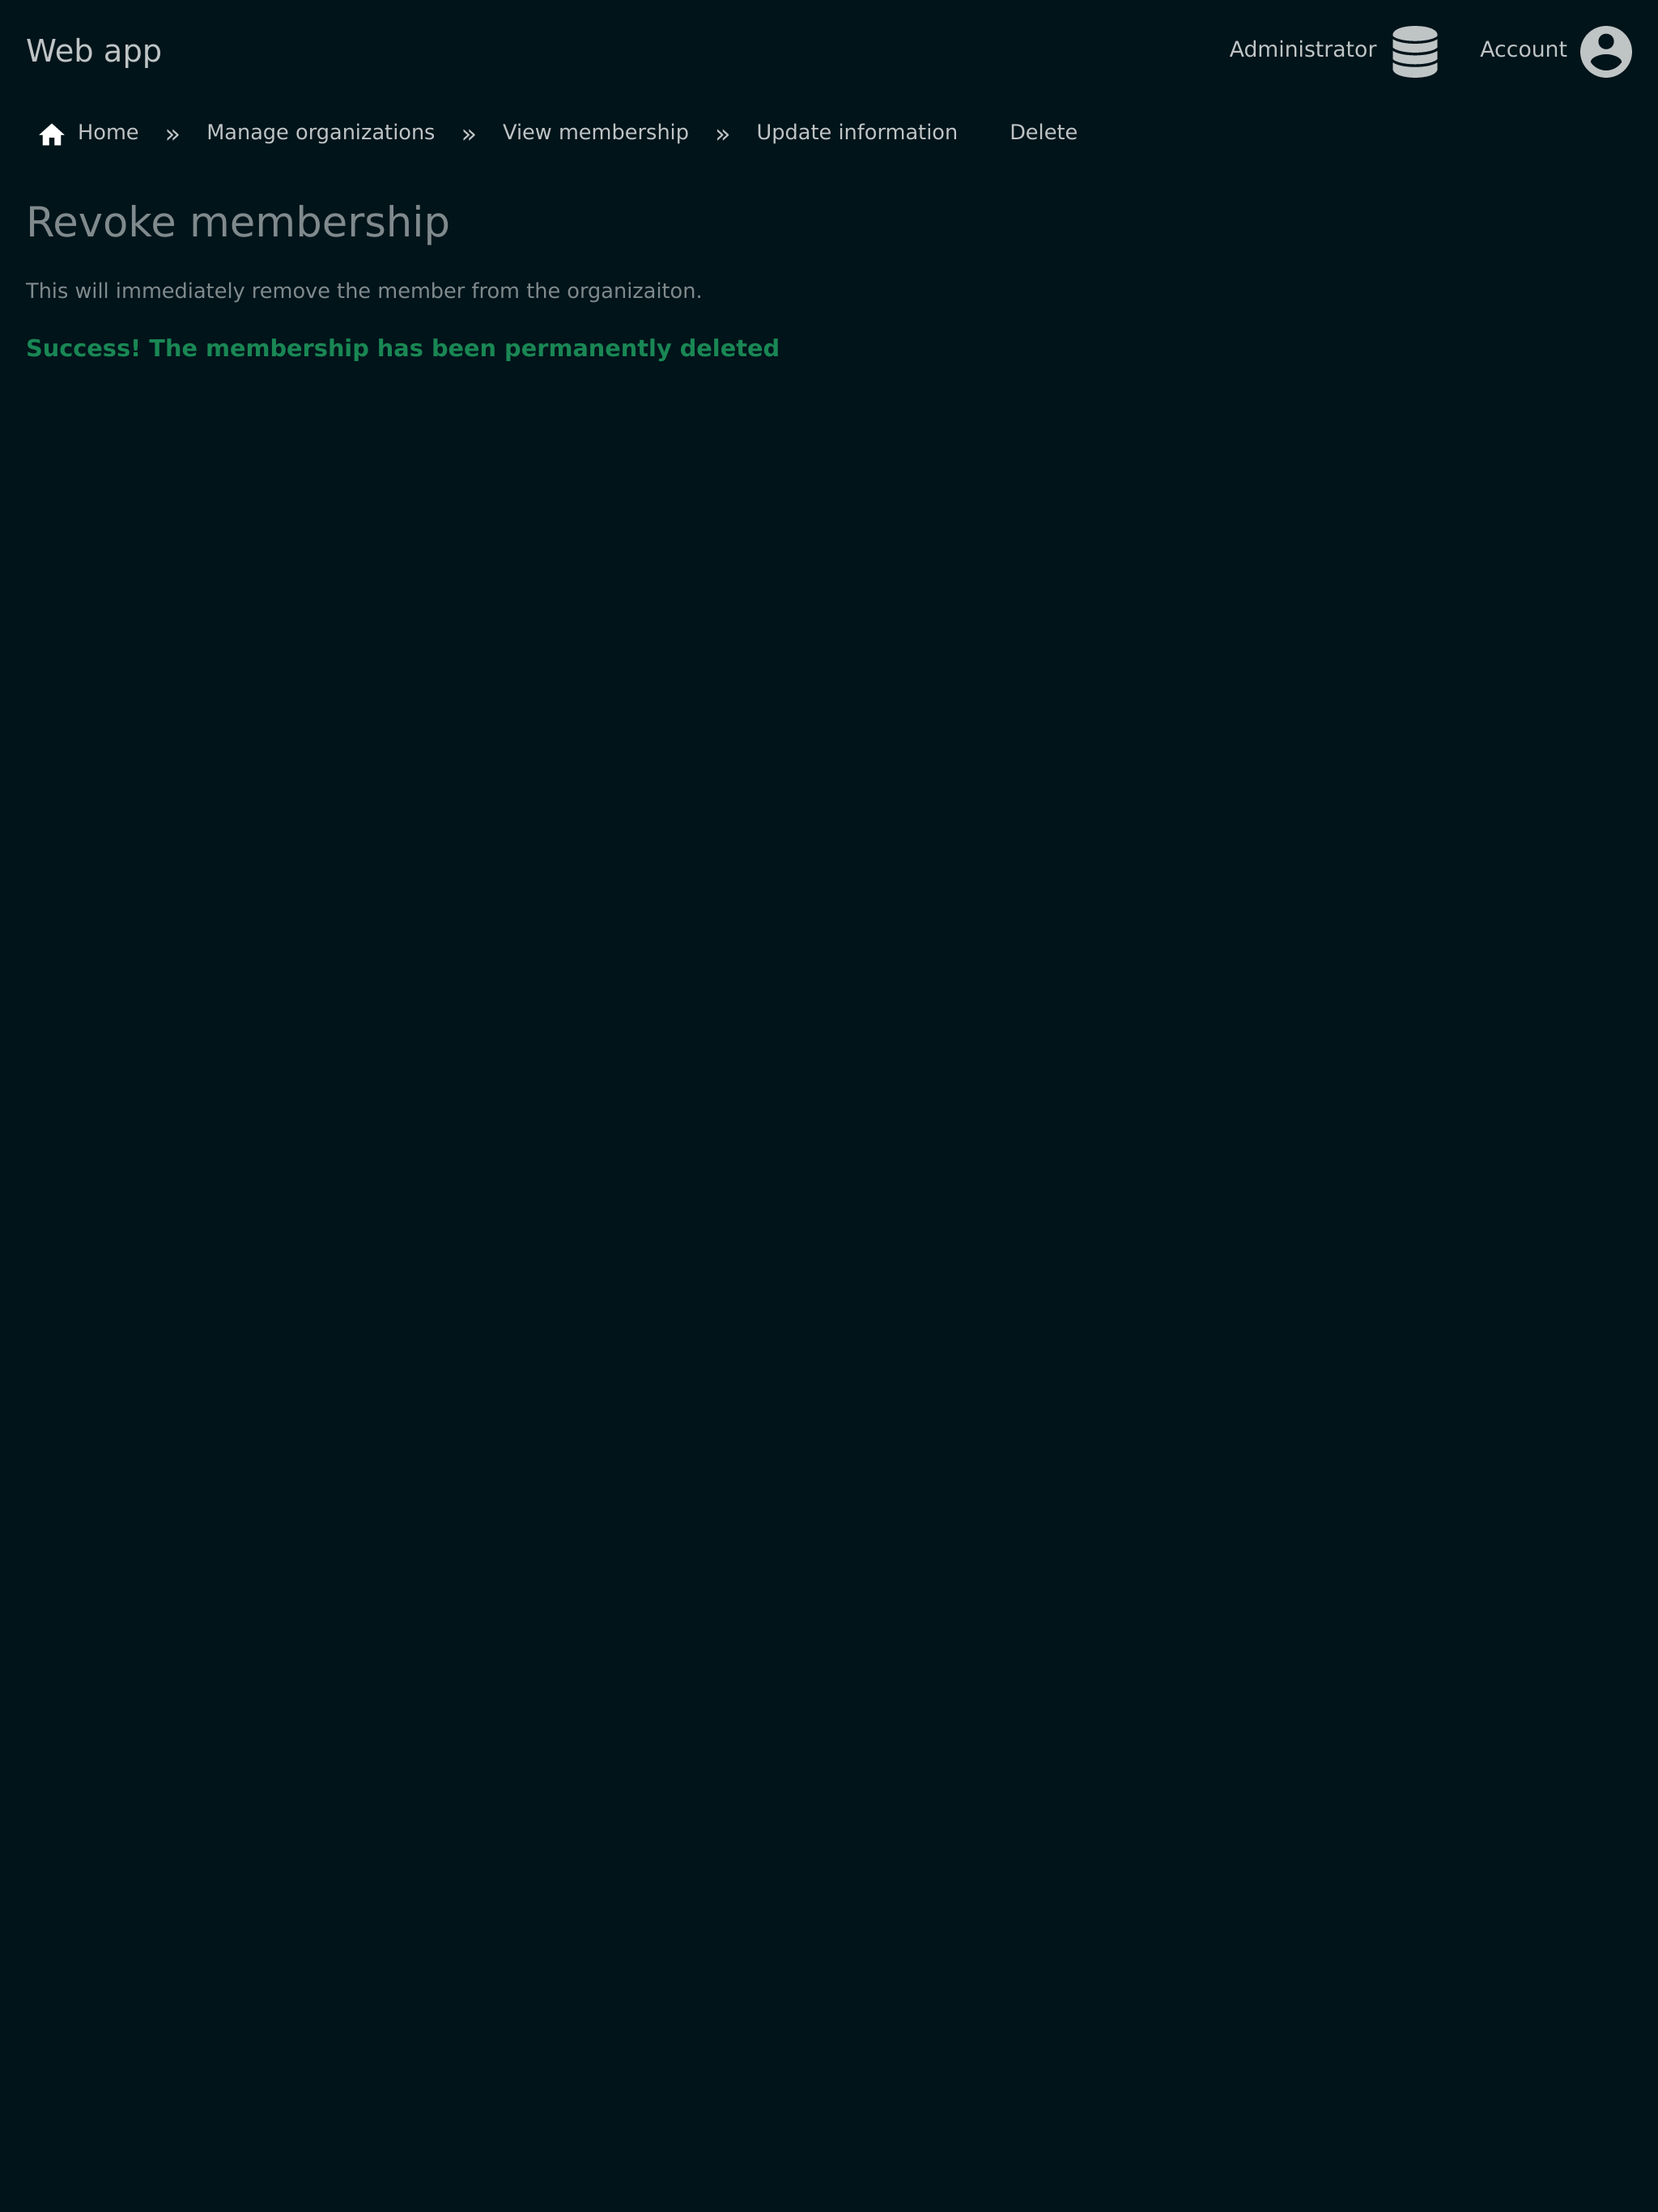 Web app
Administrator
Account
Home » Manage organizations » View membership » Update information Delete
Revoke membership
This will immediately remove the member from the organizaiton.
Success! The membership has been permanently deleted